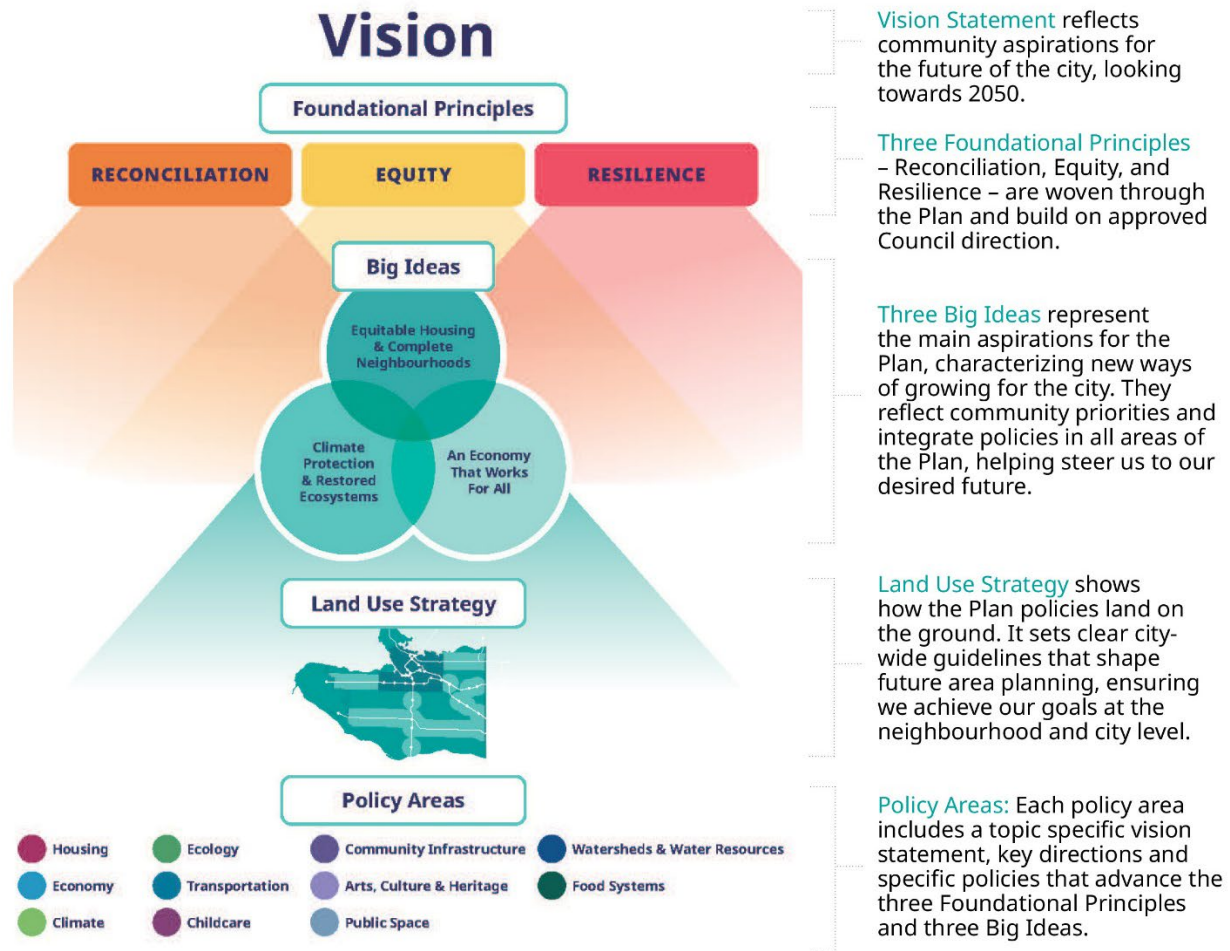 Vision
Foundational Principles
RECONCILIATION
EQUITY
RESILIENCE
Big Ideas
Equitable Housing
& Complete
Neighbourhoods
Climate
Protection
& Restored
Ecosystems
An Economy
That Works
For All
Land Use Strategy
Policy Areas
Housing
Economy
Climate
Ecology
Transportation
Childcare
Community Infrastructure
Arts, Culture & Heritage
Public Space
Watersheds & Water Resources
Food Systems
Vision Statement reflects
community aspirations for
the future of the city, looking
towards 2050.
Three Foundational Principles
– Reconciliation, Equity, and
Resilience – are woven through
the Plan and build on approved
Council direction.
Three Big Ideas represent
the main aspirations for the
Plan, characterizing new ways
of growing for the city. They
reflect community priorities and
integrate policies in all areas of
the Plan, helping steer us to our
desired future.
Land Use Strategy shows
how the Plan policies land on
the ground. It sets clear city-
wide guidelines that shape
future area planning, ensuring
we achieve our goals at the
neighbourhood and city level.
Policy Areas: Each policy area
includes a topic specific vision
statement, key directions and
specific policies that advance the
three Foundational Principles
and three Big Ideas.